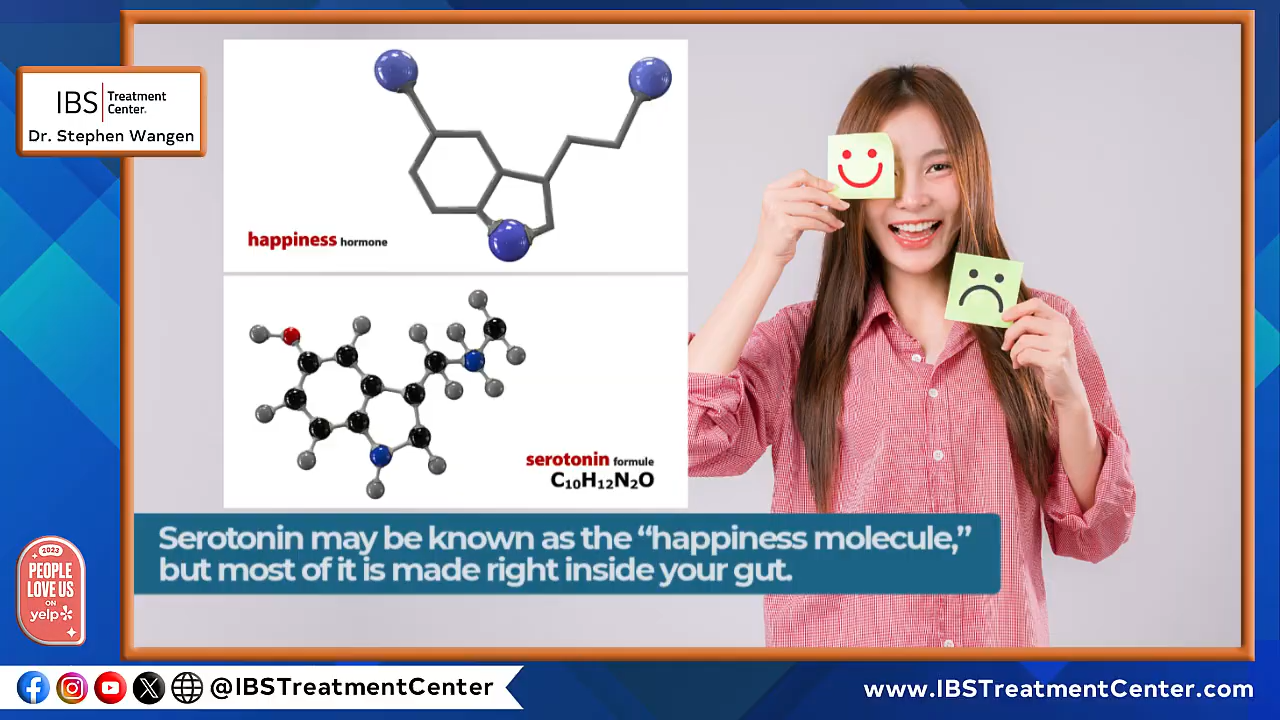 IBS Treatment
Center.
Dr. Stephen Wangen
happiness hormone
serotonin formule
C₁₀H₁₂N₂O
Serotonin may be known as the “happiness molecule,”
but most of it is made right inside your gut.
2023
PEOPLE
LOVE US
ON
yelp
@IBSTreatmentCenter
www.IBSTreatmentCenter.com